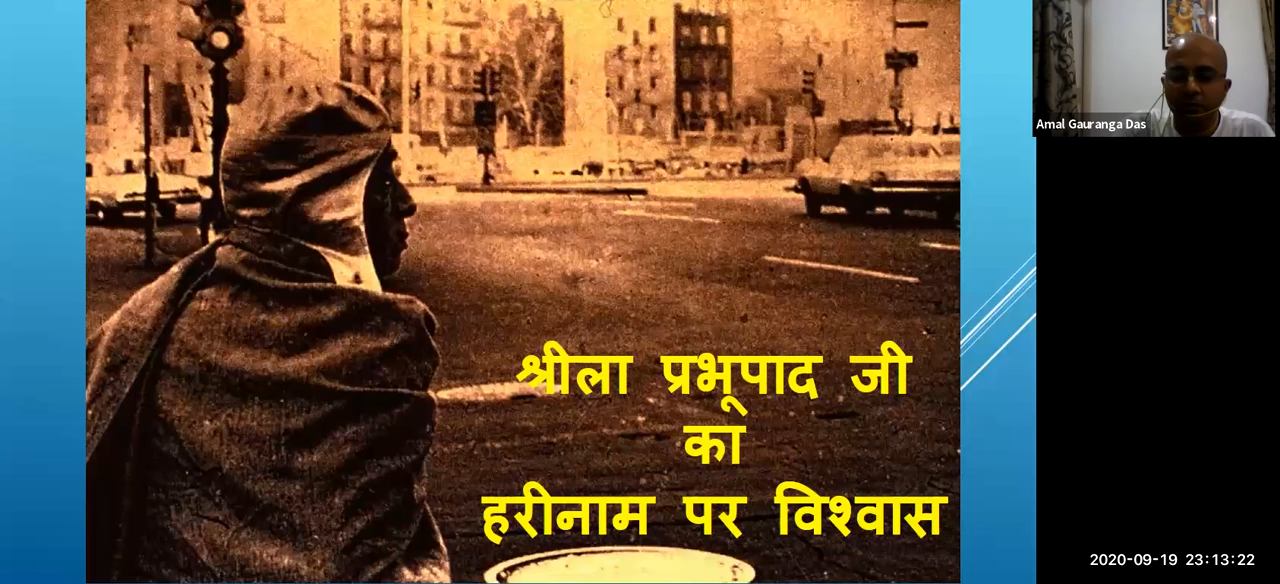 Amal Gauranga Das
श्रीला प्रभूपाद जी
का
हरीनाम पर विश्वास
2020-09-19 23:13:22